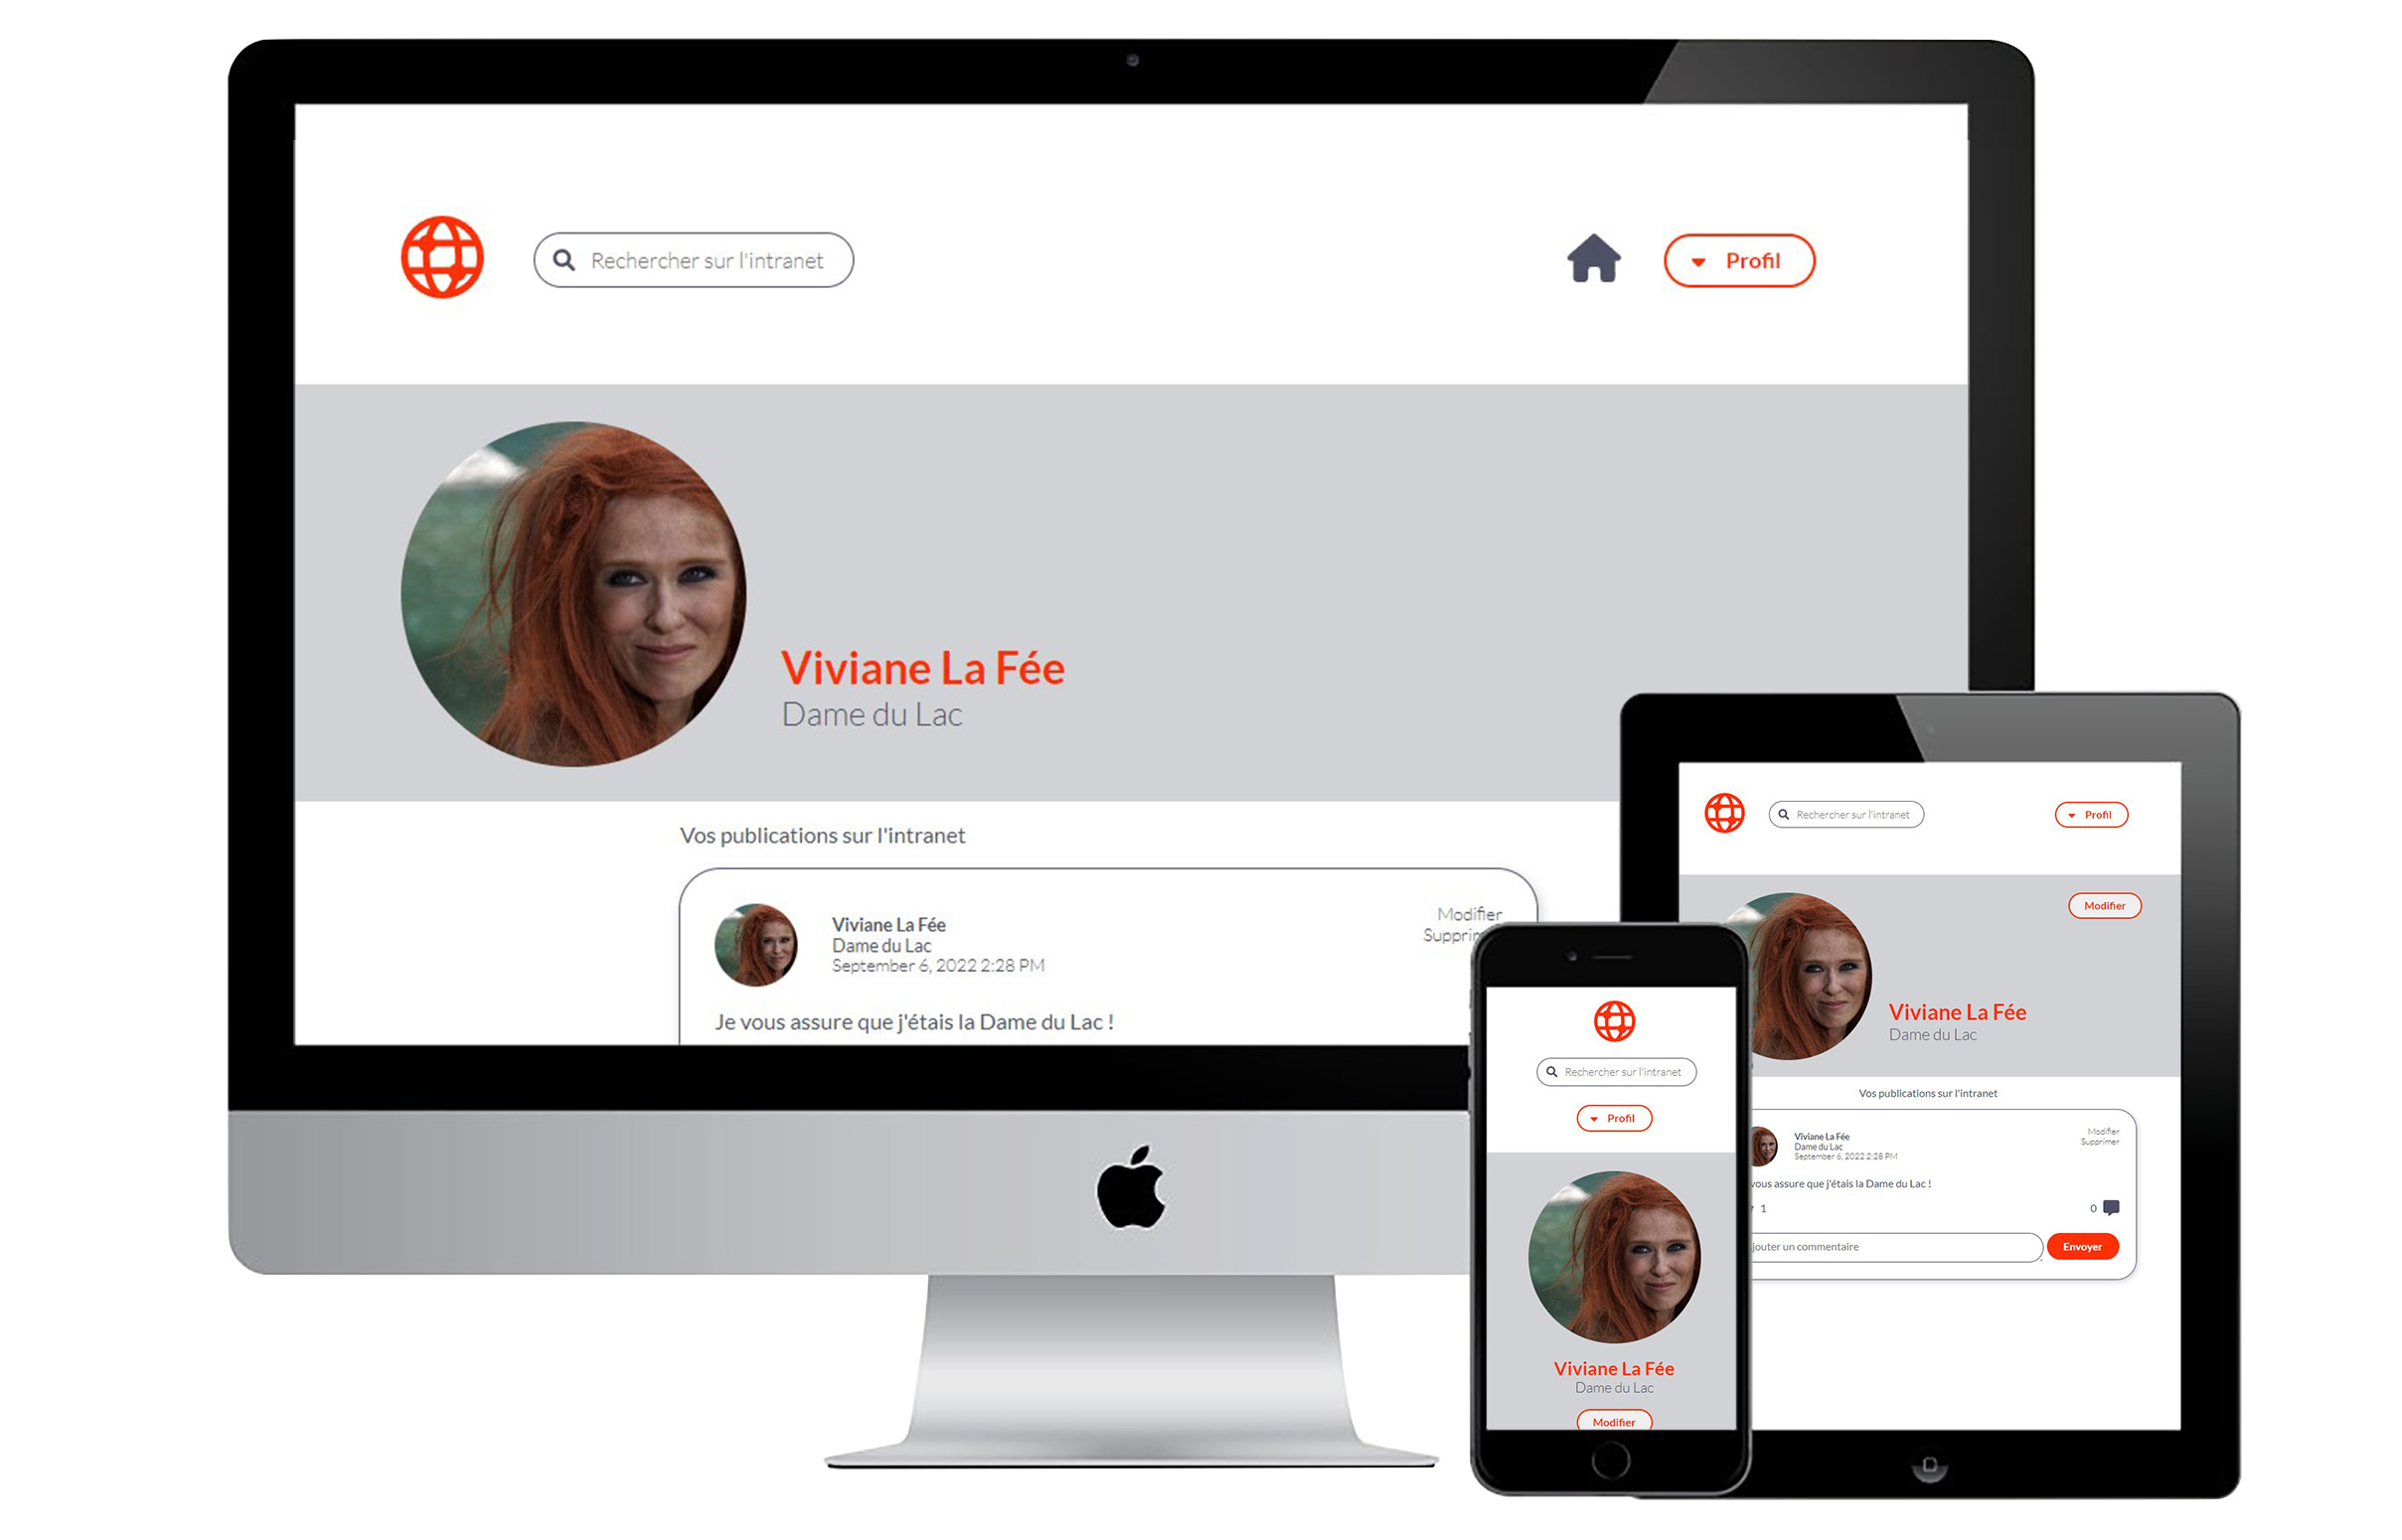 Rechercher sur l'intranet
Profil
Viviane La Fée
Dame du Lac
Vos publications sur l'intranet
Viviane La Fée
Dame du Lac
September 6, 2022 2:28 PM
Modifier
Supprim
Je vous assure que j'étais la Dame du Lac !
Rechercher sur l'intranet
Profil
Modifier
Viviane La Fée
Dame du Lac
Vos publications sur l'intranet
Viviane La Fée
Dame du Lac
September 6, 2022 2:28 PM
Modifier
Supprimer
vous assure que j'étais la Dame du Lac !
1
0
jouter un commentaire
Envoyer
Rechercher sur l'intranet
Profil
Viviane La Fée
Dame du Lac
Modifier